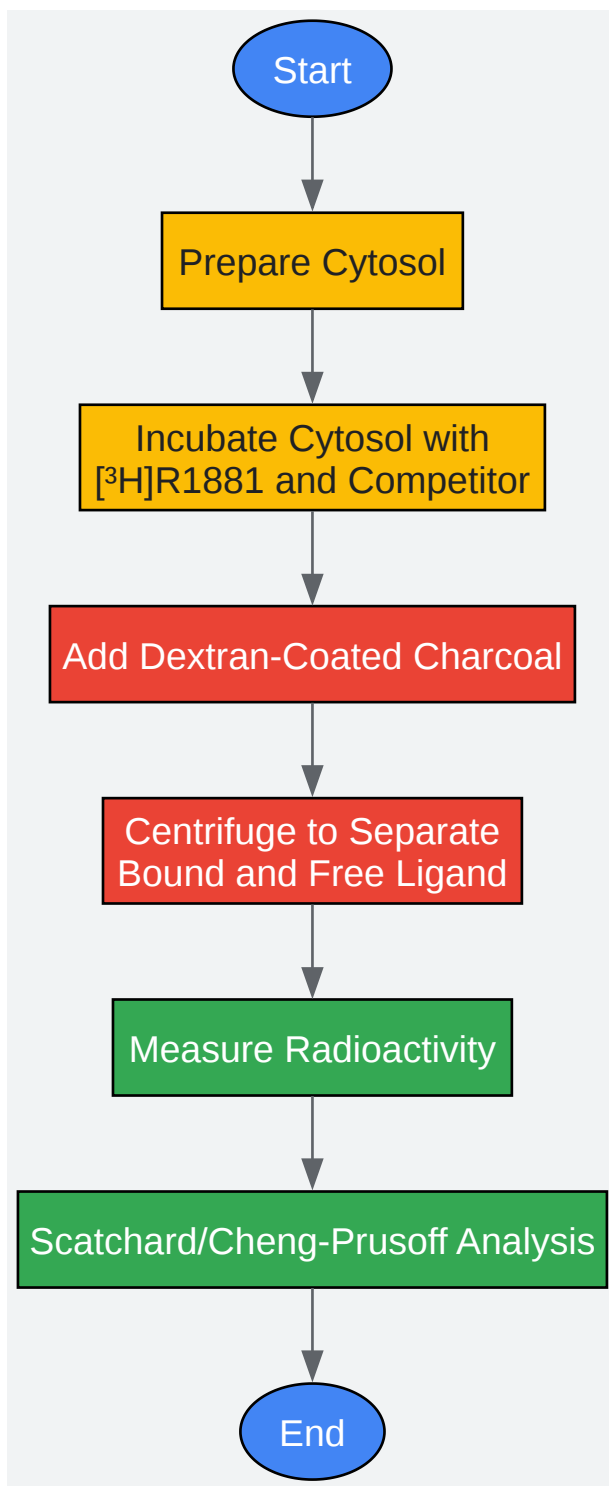 Start
Prepare Cytosol
Incubate Cytosol with
[³H]R1881 and Competitor
Add Dextran-Coated Charcoal
Centrifuge to Separate
Bound and Free Ligand
Measure Radioactivity
Scatchard/Cheng-Prusoff Analysis
End